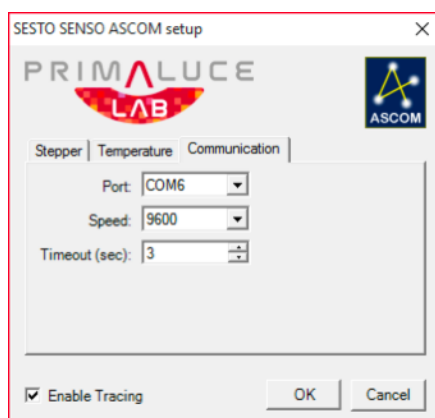 SESTO SENSO ASCOM setup
PRIMALUCE
LAB
ASCOM
Stepper Temperature Communication
Port: COM6
Speed: 9600
Timeout (sec): 3
Enable Tracing OK Cancel